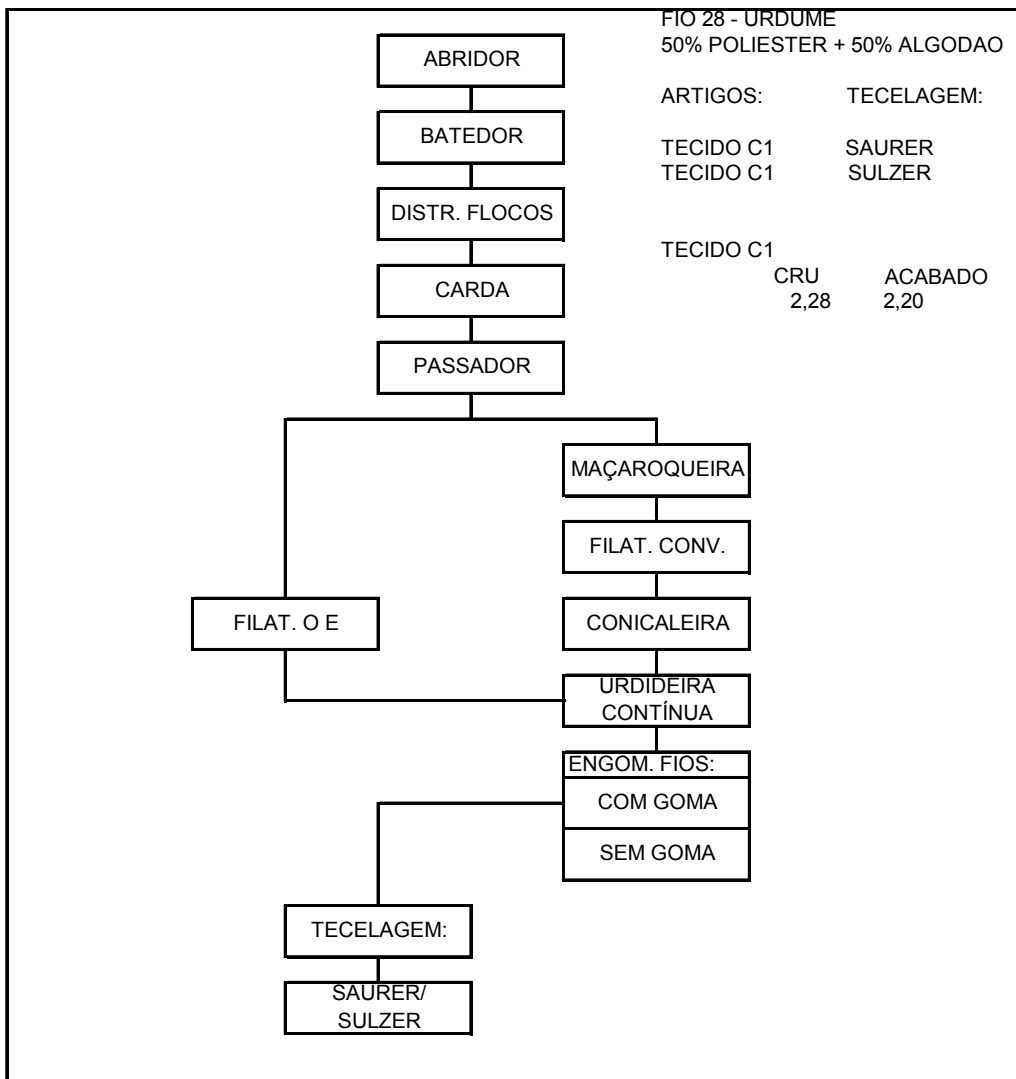 FIO 28 - URDUME
50% POLIESTER + 50% ALGODAO
ARTIGOS: TECELAGEM:
TECIDO C1 SAURER
TECIDO C1 SULZER
TECIDO C1
CRU ACABADO
2,28 2,20
ABRIDOR
BATEDOR
DISTR. FLOCOS
CARDA
PASSADOR
MAÇAROQUEIRA
FILAT. CONV.
FILAT. O E
CONICALEIRA
URDIDEIRA
CONTÍNUA
ENGOM. FIOS:
COM GOMA
SEM GOMA
TECELAGEM:
SAURER/
SULZER